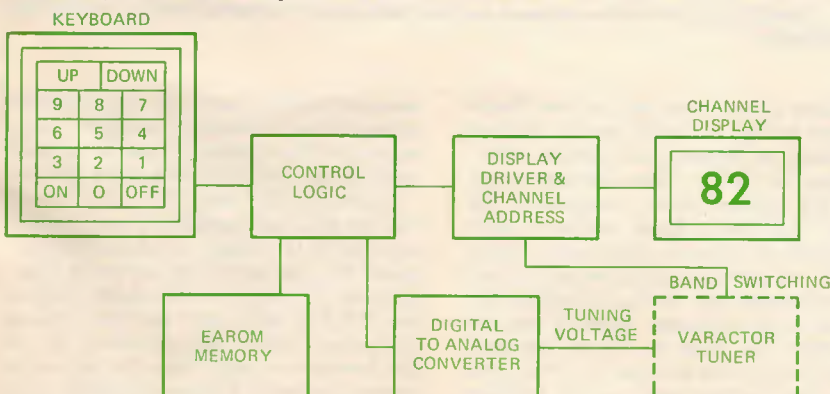 KEYBOARD
UP DOWN
9 8 7
6 5 4
3 2 1
ON O OFF
CONTROL
LOGIC
DISPLAY
DRIVER &
CHANNEL
ADDRESS
CHANNEL
DISPLAY
82
EAROM
MEMORY
DIGITAL
TO ANALOG
CONVERTER
TUNING
VOLTAGE
BAND SWITCHING
VARACTOR
TUNER